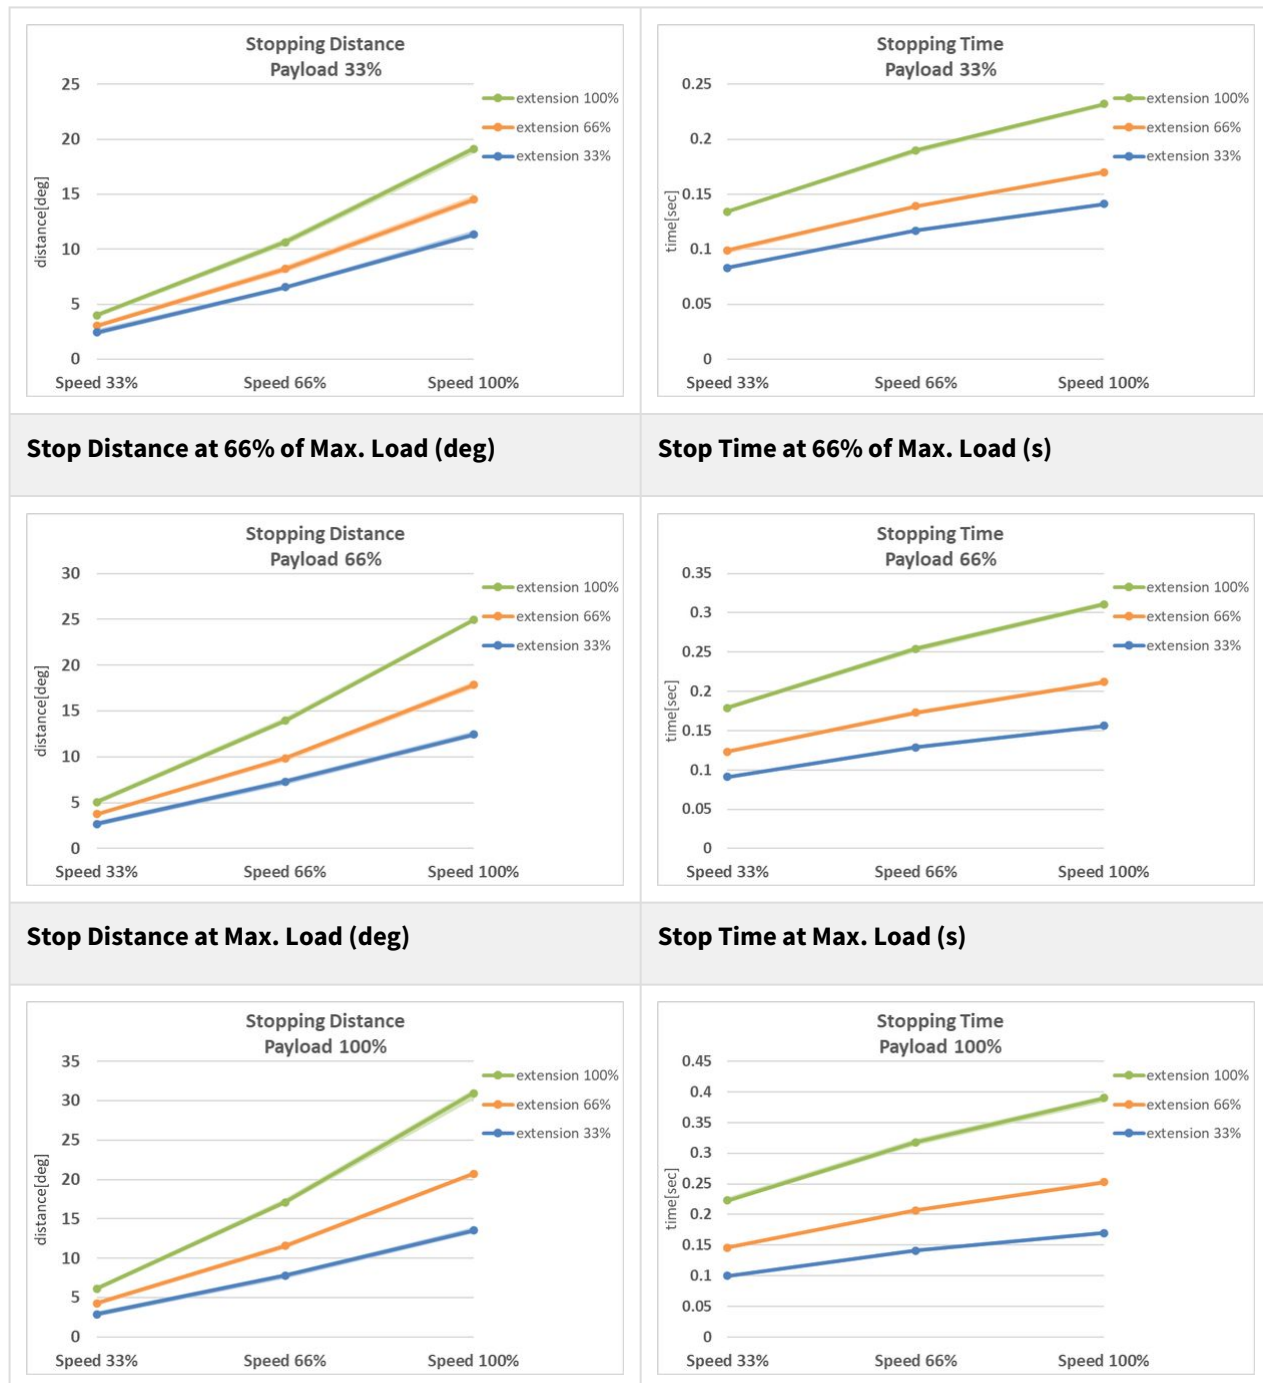 Stopping Distance
Payload 33%
25
20
15
10
5
0
distance[deg]
Speed 33%
Speed 66%
Speed 100%
extension 100%
extension 66%
extension 33%
Stopping Time
Payload 33%
0.25
0.2
0.15
0.1
0.05
0
time[sec]
Speed 33%
Speed 66%
Speed 100%
extension 100%
extension 66%
extension 33%
Stop Distance at 66% of Max. Load (deg)
Stop Time at 66% of Max. Load (s)
Stopping Distance
Payload 66%
30
25
20
15
10
5
0
distance[deg]
Speed 33%
Speed 66%
Speed 100%
extension 100%
extension 66%
extension 33%
Stopping Time
Payload 66%
0.35
0.3
0.25
0.2
0.15
0.1
0.05
0
time[sec]
Speed 33%
Speed 66%
Speed 100%
extension 100%
extension 66%
extension 33%
Stop Distance at Max. Load (deg)
Stop Time at Max. Load (s)
Stopping Distance
Payload 100%
35
30
25
20
15
10
5
0
distance[deg]
Speed 33%
Speed 66%
Speed 100%
extension 100%
extension 66%
extension 33%
Stopping Time
Payload 100%
0.45
0.4
0.35
0.3
0.25
0.2
0.15
0.1
0.05
0
time[sec]
Speed 33%
Speed 66%
Speed 100%
extension 100%
extension 66%
extension 33%